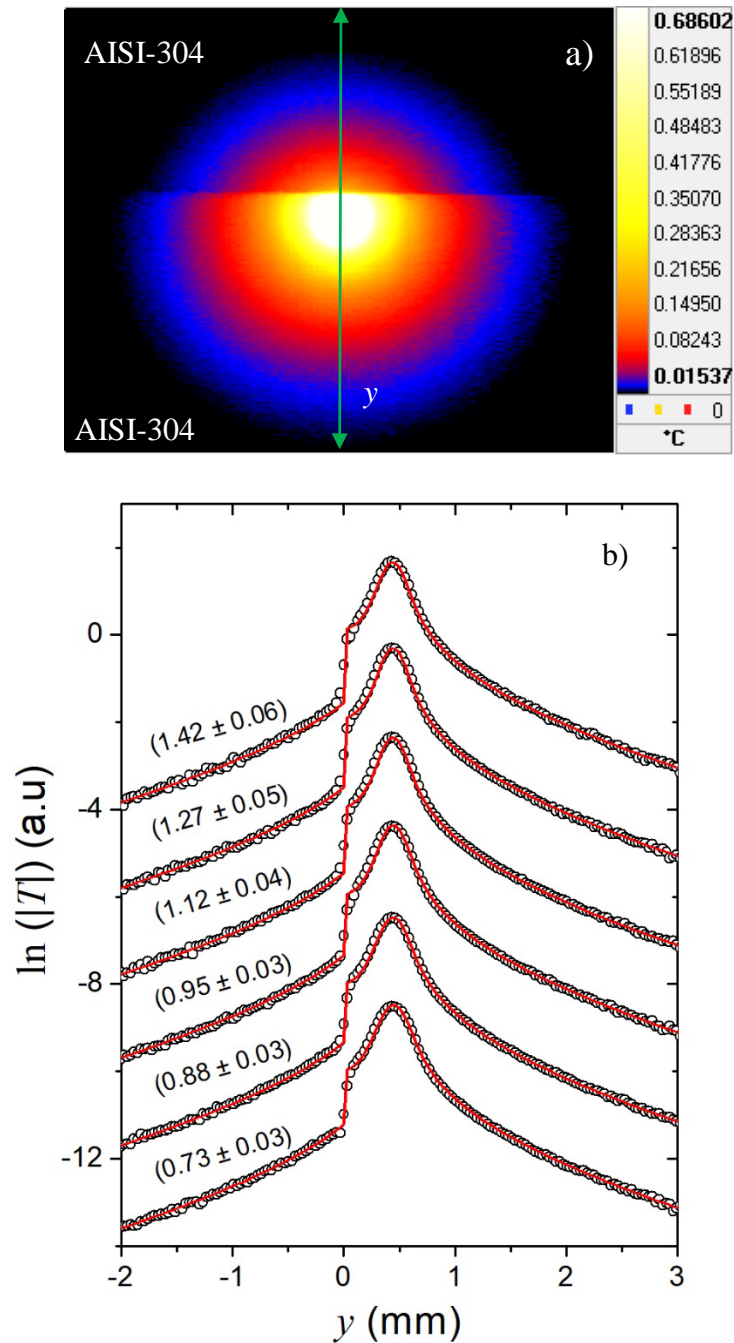 AISI-304
a)
y
AISI-304
0.68602
0.61896
0.55189
0.48483
0.41776
0.35070
0.28363
0.21656
0.14950
0.08243
0.01537
0
°C
b)
0
-4
-8
-12
ln (|T|) (a.u)
(1.42 ± 0.06)
(1.27 ± 0.05)
(1.12 ± 0.04)
(0.95 ± 0.03)
(0.88 ± 0.03)
(0.73 ± 0.03)
-2
-1
0
1
2
3
y (mm)